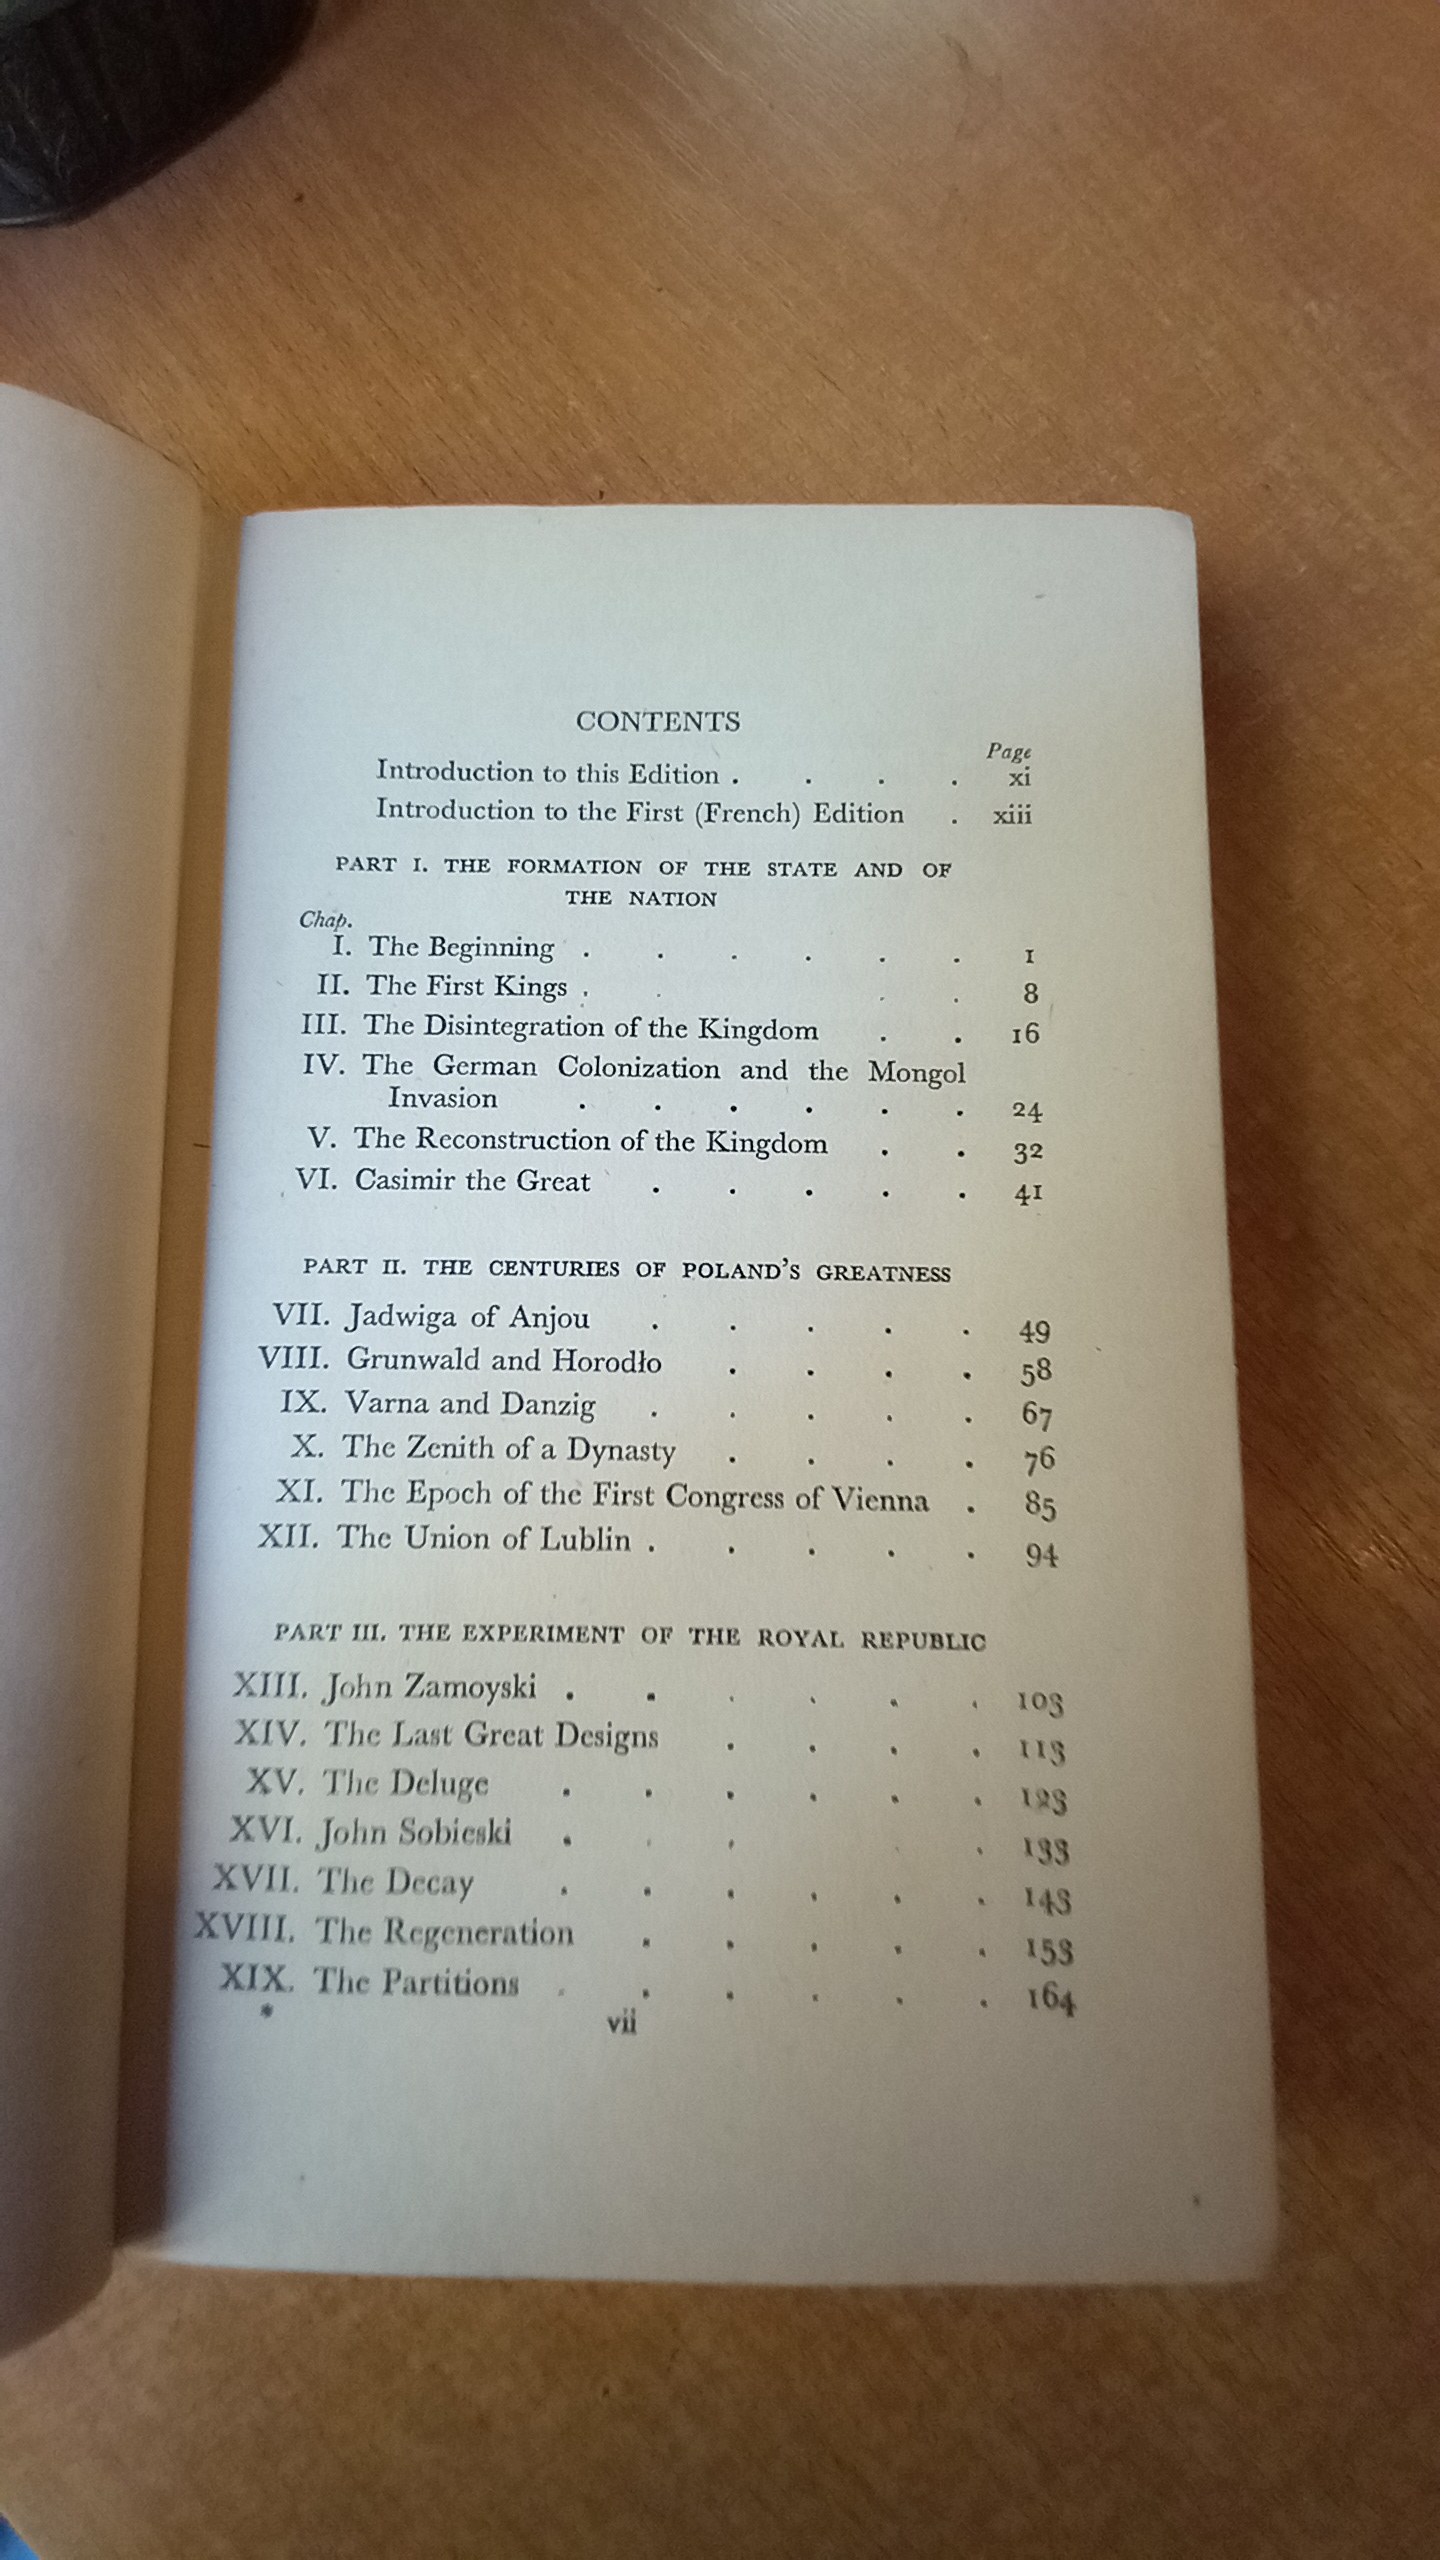 CONTENTS
Page
Introduction to this Edition . . . . xi
Introduction to the First (French) Edition . xiii
PART I. THE FORMATION OF THE STATE AND OF
THE NATION
Chap.
I. The Beginning . . . . . . 1
II. The First Kings . . . . 8
III. The Disintegration of the Kingdom . . 16
IV. The German Colonization and the Mongol
Invasion . . . . . . 24
V. The Reconstruction of the Kingdom . . 32
VI. Casimir the Great . . . . . 41
PART II. THE CENTURIES OF POLAND'S GREATNESS
VII. Jadwiga of Anjou . . . . . 49
VIII. Grunwald and Horodło . . . . 58
IX. Varna and Danzig . . . . . 67
X. The Zenith of a Dynasty . . . . 76
XI. The Epoch of the First Congress of Vienna . 85
XII. The Union of Lublin . . . . . 94
PART III. THE EXPERIMENT OF THE ROYAL REPUBLIC
XIII. John Zamoyski . . . . . . 103
XIV. The Last Great Designs . . . . 113
XV. The Deluge . . . . . . 123
XVI. John Sobieski . . . . 133
XVII. The Decay . . . . . . 143
XVIII. The Regeneration . . . . . 153
XIX. The Partitions . . . . . . 164
* vii